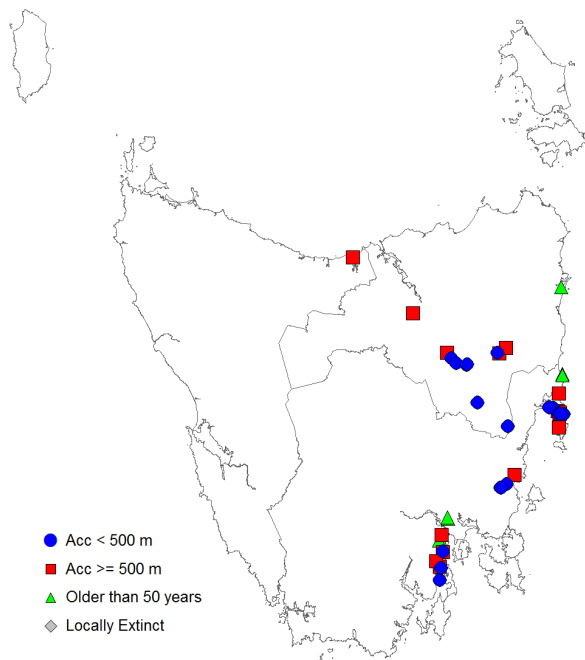 Acc < 500 m
Acc >= 500 m
Older than 50 years
Locally Extinct